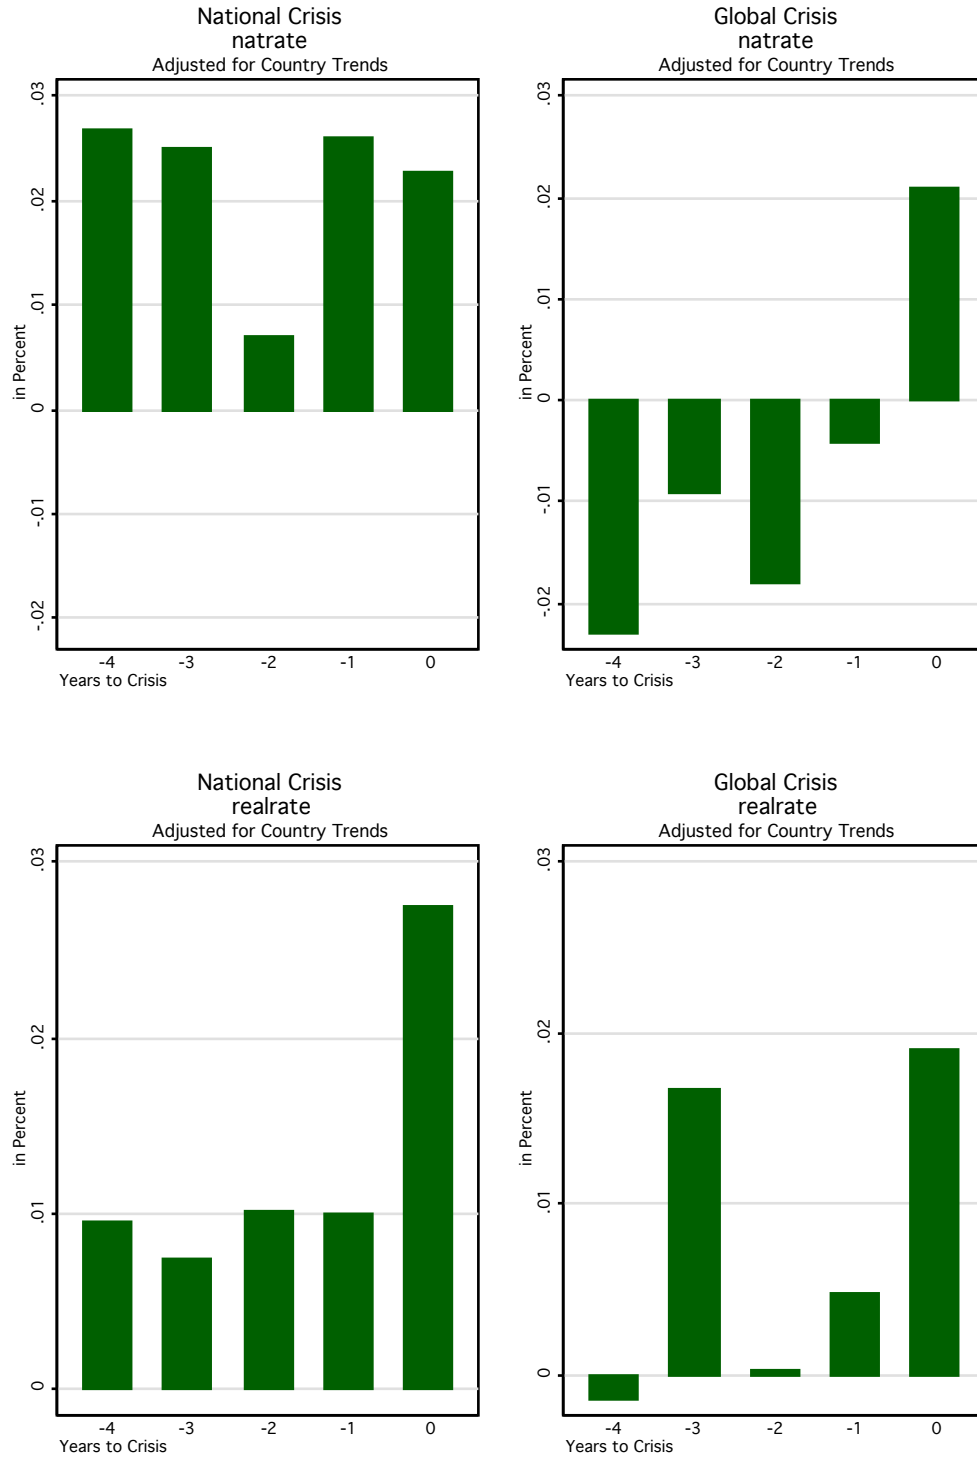 National Crisis
natrate
Adjusted for Country Trends
in Percent
.03
.02
.01
0
-.01
-.02
-4 -3 -2 -1 0
Years to Crisis
Global Crisis
natrate
Adjusted for Country Trends
in Percent
.03
.02
.01
0
-.01
-.02
-4 -3 -2 -1 0
Years to Crisis
National Crisis
realrate
Adjusted for Country Trends
in Percent
.03
.02
.01
0
-4 -3 -2 -1 0
Years to Crisis
Global Crisis
realrate
Adjusted for Country Trends
in Percent
.03
.02
.01
0
-4 -3 -2 -1 0
Years to Crisis